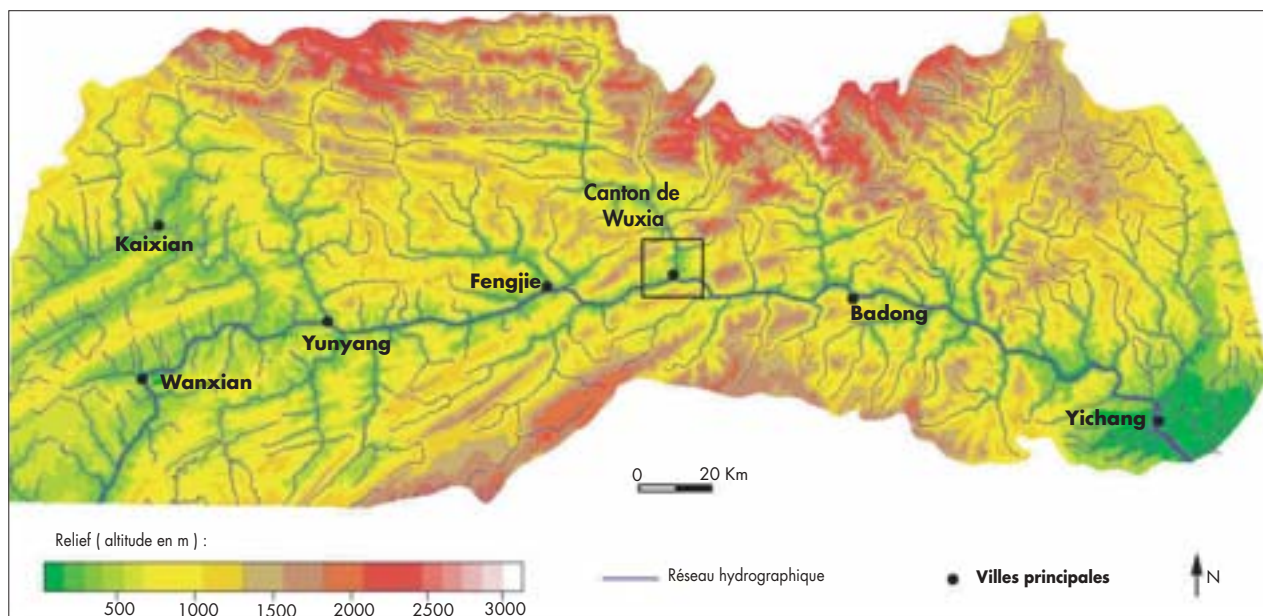 Canton de
Wuxia
Kaixian
Fengjie
Badong
Yunyang
Wanxian
Yichang
0 20 Km
Relief ( altitude en m ) :
500 1000 1500 2000 2500 3000
Réseau hydrographique
Villes principales
N